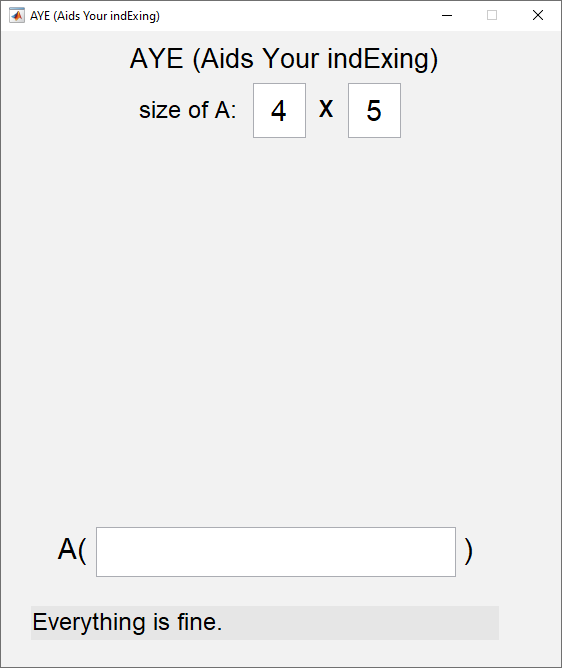 AYE (Aids Your indExing)
AYE (Aids Your indExing)
size of A: 4 X 5
A( )
Everything is fine.